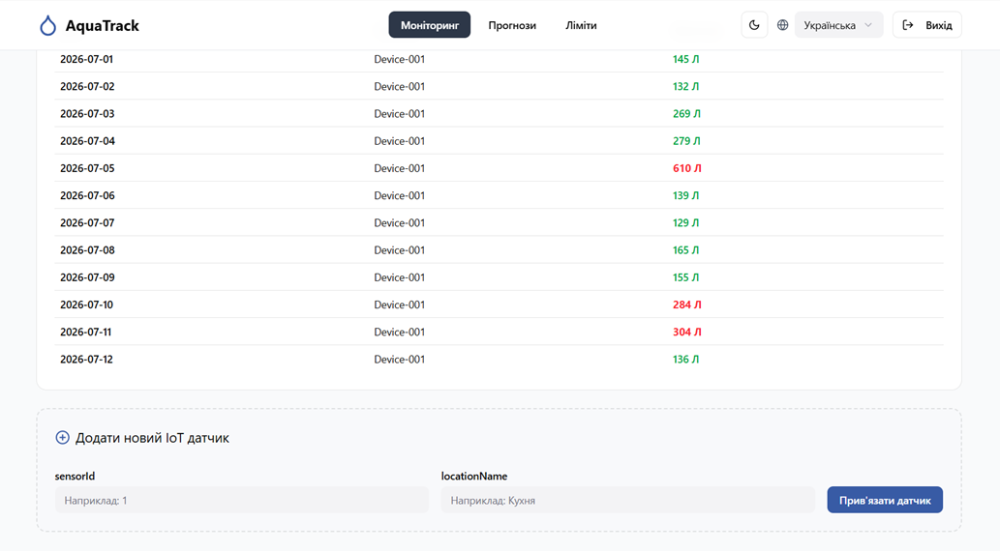 AquaTrack Моніторинг Прогнози Ліміти Українська Вихід
2026-07-01 Device-001 145 Л
2026-07-02 Device-001 132 Л
2026-07-03 Device-001 269 Л
2026-07-04 Device-001 279 Л
2026-07-05 Device-001 610 Л
2026-07-06 Device-001 139 Л
2026-07-07 Device-001 129 Л
2026-07-08 Device-001 165 Л
2026-07-09 Device-001 155 Л
2026-07-10 Device-001 284 Л
2026-07-11 Device-001 304 Л
2026-07-12 Device-001 136 Л
Додати новий IoT датчик
sensorId locationName
Наприклад: 1 Наприклад: Кухня Прив'язати датчик